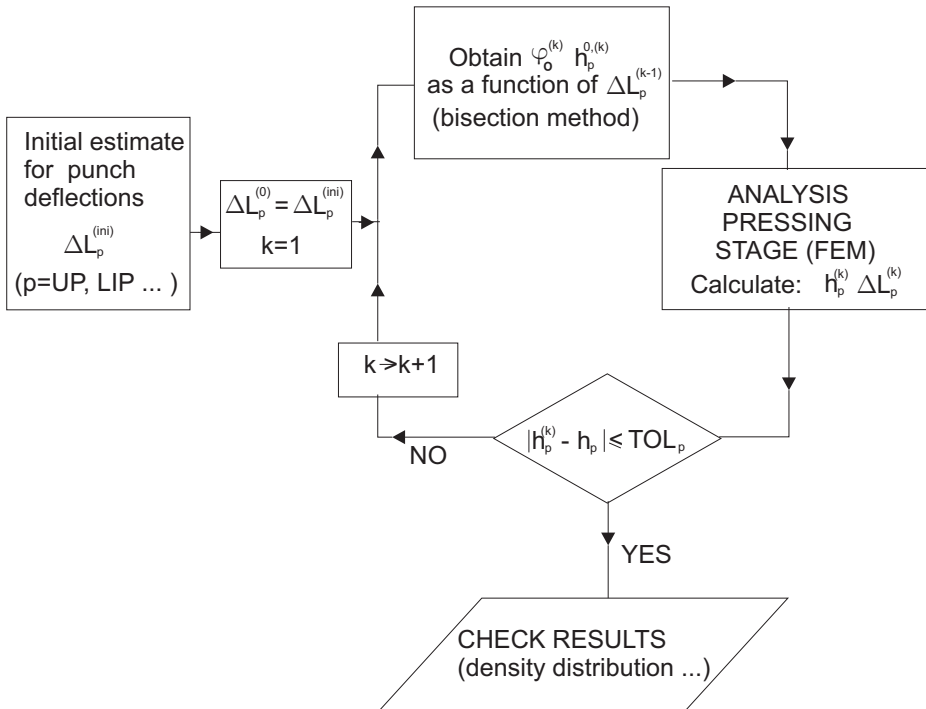 Initial estimate
for punch
deflections
ΔL_p^(ini)
(p=UP, LIP ... )
ΔL_p^(0) = ΔL_p^(ini)
k=1
Obtain φ_o^(k) h_p^0,(k)
as a function of ΔL_p^(k-1)
(bisection method)
ANALYSIS
PRESSING
STAGE (FEM)
Calculate: h_p^(k) ΔL_p^(k)
k→k+1
|h_p^(k) - h_p| ≤ TOL_p
NO
YES
CHECK RESULTS
(density distribution ...)